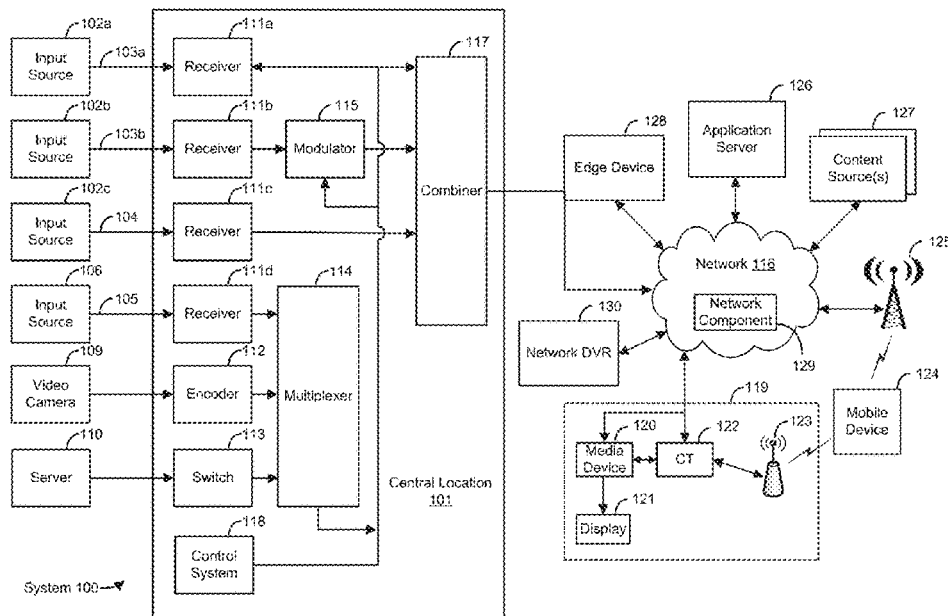 102a
Input Source
103a
111a
Receiver
117
Combiner
102b
Input Source
103b
111b
Receiver
115
Modulator
102c
Input Source
104
111c
Receiver
106
Input Source
105
111d
Receiver
114
Multiplexer
109
Video Camera
112
Encoder
110
Server
113
Switch
118
Control System
Central Location
101
System 100
128
Edge Device
126
Application Server
127
Content Source(s)
Network 116
Network Component
129
125
130
Network DVR
124
Mobile Device
119
120
Media Device
122
CT
123
121
Display